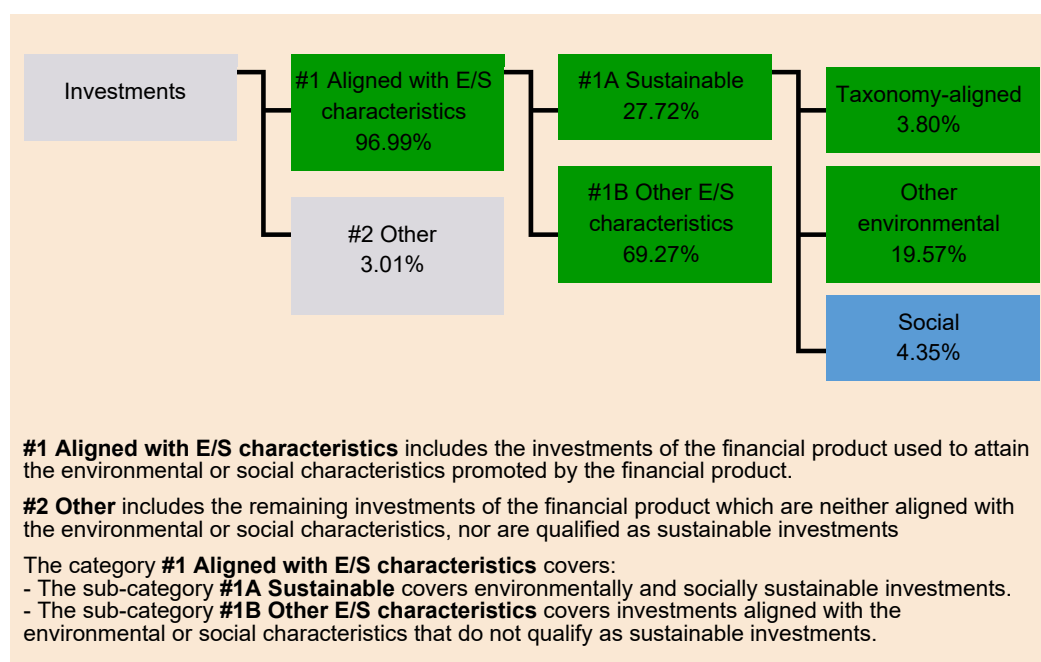 Investments
#1 Aligned with E/S
characteristics
96.99%
#2 Other
3.01%
#1A Sustainable
27.72%
#1B Other E/S
characteristics
69.27%
Taxonomy-aligned
3.80%
Other
environmental
19.57%
Social
4.35%
#1 Aligned with E/S characteristics includes the investments of the financial product used to attain
the environmental or social characteristics promoted by the financial product.
#2 Other includes the remaining investments of the financial product which are neither aligned with
the environmental or social characteristics, nor are qualified as sustainable investments
The category #1 Aligned with E/S characteristics covers:
- The sub-category #1A Sustainable covers environmentally and socially sustainable investments.
- The sub-category #1B Other E/S characteristics covers investments aligned with the
environmental or social characteristics that do not qualify as sustainable investments.